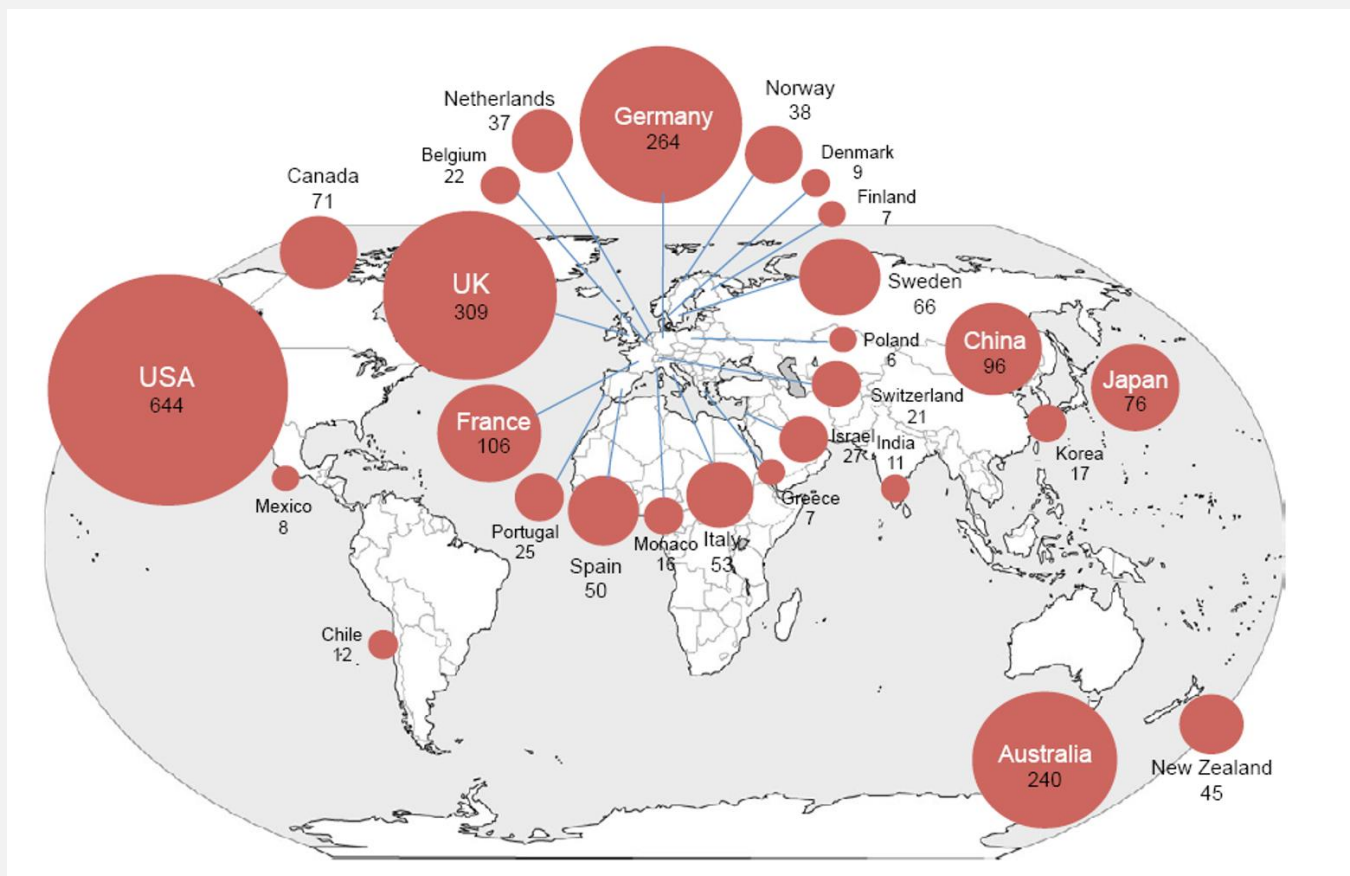 Netherlands
37
Germany
264
Norway
38
Belgium
22
Denmark
9
Canada
71
Finland
7
UK
309
Sweden
66
USA
644
Poland
6
China
96
Switzerland
21
Japan
76
France
106
Israel
27
India
11
Korea
17
Mexico
8
Portugal
25
Spain
50
Monaco
16
Italy
53
Greece
7
Chile
12
Australia
240
New Zealand
45